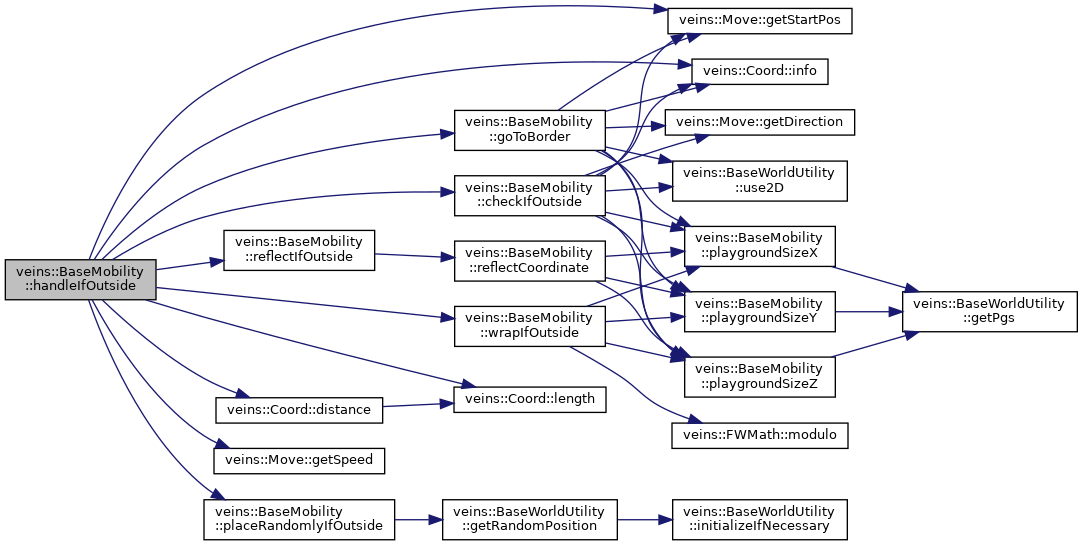 veins::BaseMobility
::handleIfOutside
veins::BaseMobility
::reflectIfOutside
veins::Coord::distance
veins::Move::getSpeed
veins::BaseMobility
::placeRandomlyIfOutside
veins::BaseMobility
::goToBorder
veins::BaseMobility
::checkIfOutside
veins::BaseMobility
::reflectCoordinate
veins::BaseMobility
::wrapIfOutside
veins::Coord::length
veins::BaseWorldUtility
::getRandomPosition
veins::Move::getStartPos
veins::Coord::info
veins::Move::getDirection
veins::BaseWorldUtility
::use2D
veins::BaseMobility
::playgroundSizeX
veins::BaseMobility
::playgroundSizeY
veins::BaseMobility
::playgroundSizeZ
veins::FWMath::modulo
veins::BaseWorldUtility
::initializeIfNecessary
veins::BaseWorldUtility
::getPgs